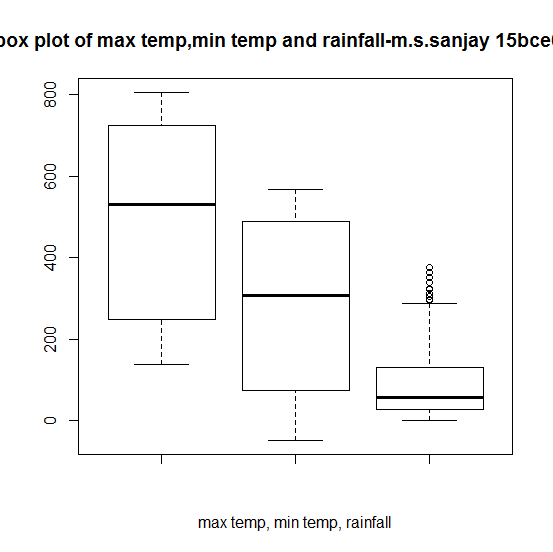 box plot of max temp,min temp and rainfall-m.s.sanjay
800
600
400
200
0
max temp, min temp, rainfall